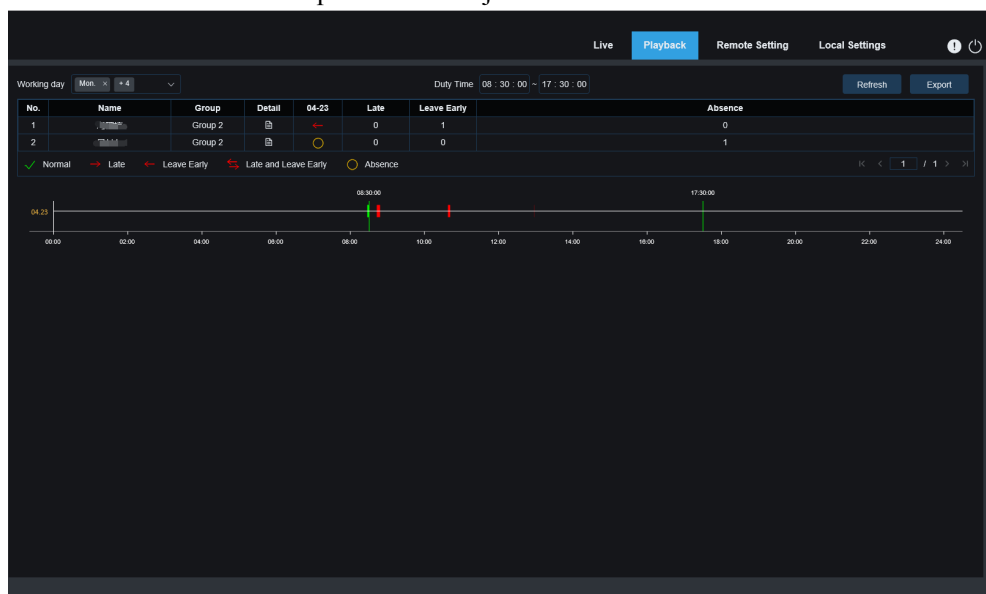 Live Playback Remote Setting Local Settings
Working day Mon. × + 4 Duty Time 08 : 30 : 00 ~ 17 : 30 : 00 Refresh Export
No. Name Group Detail 04-23 Late Leave Early Absence
1 Group 2 ← 0 1 0
2 Group 2 0 0 1
Normal → Late ← Leave Early Late and Leave Early Absence 1 / 1
08:30:00 17:30:00
04.23
00:00 02:00 04:00 06:00 08:00 10:00 12:00 14:00 16:00 18:00 20:00 22:00 24:00